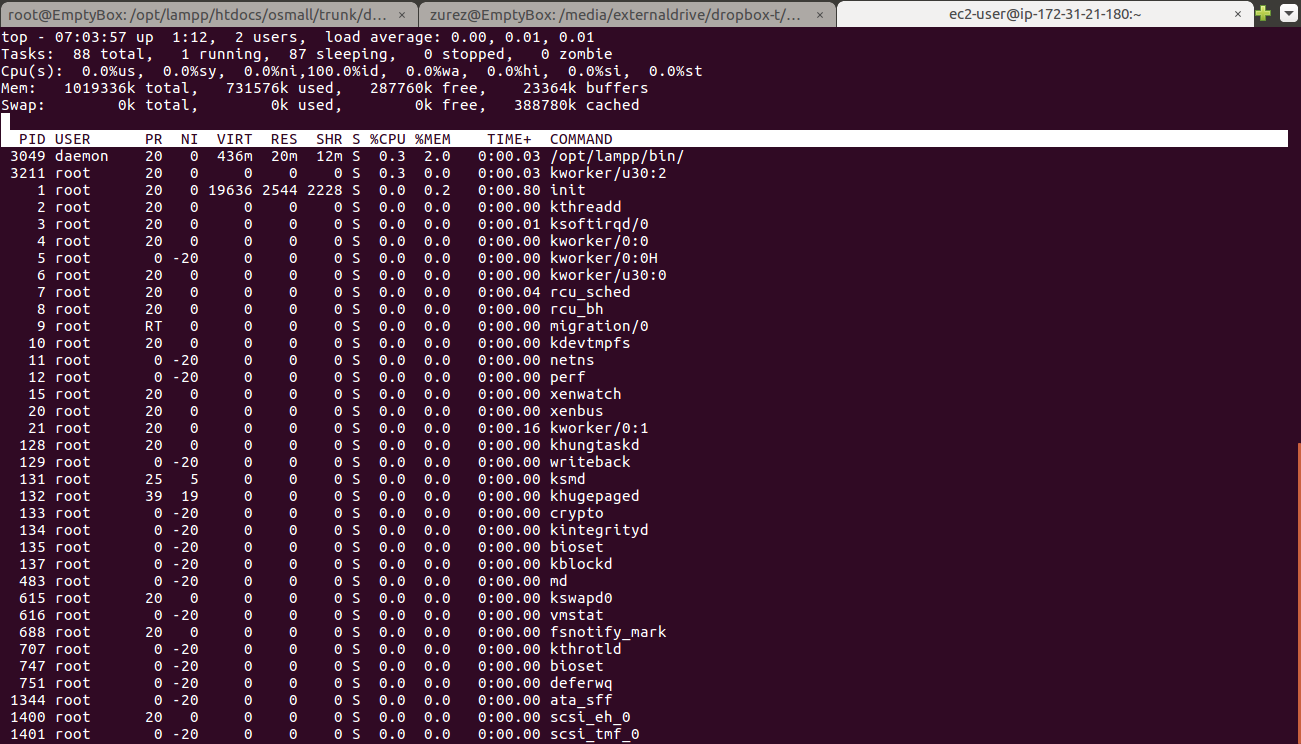 root@EmptyBox: /opt/lampp/htdocs/osmall/trunk/d... × zurez@EmptyBox: /media/externaldrive/dropbox-t/... × ec2-user@ip-172-31-21-180:~ ×
top - 07:03:57 up  1:12,  2 users,  load average: 0.00, 0.01, 0.01
Tasks:  88 total,   1 running,  87 sleeping,   0 stopped,   0 zombie
Cpu(s):  0.0%us,  0.0%sy,  0.0%ni,100.0%id,  0.0%wa,  0.0%hi,  0.0%si,  0.0%st
Mem:   1019336k total,   731576k used,   287760k free,    23364k buffers
Swap:        0k total,        0k used,        0k free,   388780k cached
PID USER      PR  NI  VIRT  RES  SHR S %CPU %MEM    TIME+  COMMAND
3049 daemon    20   0  436m  20m  12m S  0.3  2.0   0:00.03 /opt/lampp/bin/
3211 root      20   0     0    0    0 S  0.3  0.0   0:00.03 kworker/u30:2
1 root      20   0 19636 2544 2228 S  0.0  0.2   0:00.80 init
2 root      20   0     0    0    0 S  0.0  0.0   0:00.00 kthreadd
3 root      20   0     0    0    0 S  0.0  0.0   0:00.01 ksoftirqd/0
4 root      20   0     0    0    0 S  0.0  0.0   0:00.00 kworker/0:0
5 root       0 -20     0    0    0 S  0.0  0.0   0:00.00 kworker/0:0H
6 root      20   0     0    0    0 S  0.0  0.0   0:00.00 kworker/u30:0
7 root      20   0     0    0    0 S  0.0  0.0   0:00.04 rcu_sched
8 root      20   0     0    0    0 S  0.0  0.0   0:00.00 rcu_bh
9 root      RT   0     0    0    0 S  0.0  0.0   0:00.00 migration/0
10 root      20   0     0    0    0 S  0.0  0.0   0:00.00 kdevtmpfs
11 root       0 -20     0    0    0 S  0.0  0.0   0:00.00 netns
12 root       0 -20     0    0    0 S  0.0  0.0   0:00.00 perf
15 root      20   0     0    0    0 S  0.0  0.0   0:00.00 xenwatch
20 root      20   0     0    0    0 S  0.0  0.0   0:00.00 xenbus
21 root      20   0     0    0    0 S  0.0  0.0   0:00.16 kworker/0:1
128 root      20   0     0    0    0 S  0.0  0.0   0:00.00 khungtaskd
129 root       0 -20     0    0    0 S  0.0  0.0   0:00.00 writeback
131 root      25   5     0    0    0 S  0.0  0.0   0:00.00 ksmd
132 root      39  19     0    0    0 S  0.0  0.0   0:00.00 khugepaged
133 root       0 -20     0    0    0 S  0.0  0.0   0:00.00 crypto
134 root       0 -20     0    0    0 S  0.0  0.0   0:00.00 kintegrityd
135 root       0 -20     0    0    0 S  0.0  0.0   0:00.00 bioset
137 root       0 -20     0    0    0 S  0.0  0.0   0:00.00 kblockd
483 root       0 -20     0    0    0 S  0.0  0.0   0:00.00 md
615 root      20   0     0    0    0 S  0.0  0.0   0:00.00 kswapd0
616 root       0 -20     0    0    0 S  0.0  0.0   0:00.00 vmstat
688 root      20   0     0    0    0 S  0.0  0.0   0:00.00 fsnotify_mark
707 root       0 -20     0    0    0 S  0.0  0.0   0:00.00 kthrotld
747 root       0 -20     0    0    0 S  0.0  0.0   0:00.00 bioset
751 root       0 -20     0    0    0 S  0.0  0.0   0:00.00 deferwq
1344 root       0 -20     0    0    0 S  0.0  0.0   0:00.00 ata_sff
1400 root      20   0     0    0    0 S  0.0  0.0   0:00.00 scsi_eh_0
1401 root       0 -20     0    0    0 S  0.0  0.0   0:00.00 scsi_tmf_0